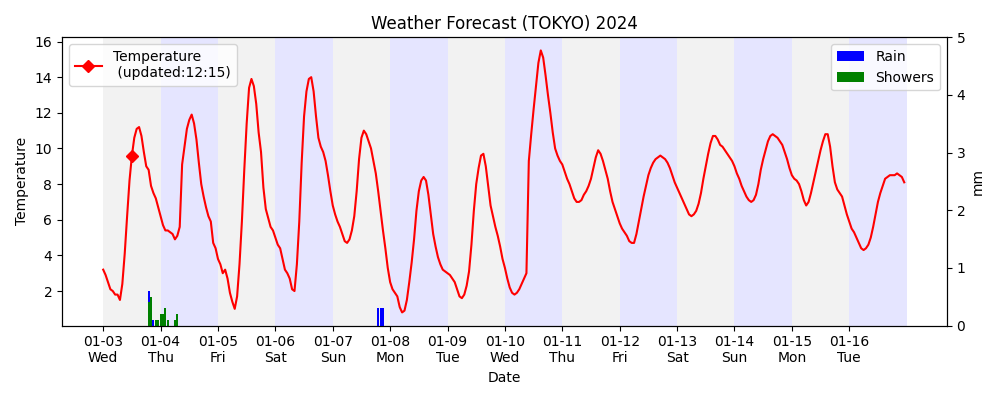 Weather Forecast (TOKYO) 2024
Temperature
(updated:12:15)
Rain
Showers
16
14
12
10
8
6
4
2
Temperature
5
4
3
2
1
0
mm
01-03 01-04 01-05 01-06 01-07 01-08 01-09 01-10 01-11 01-12 01-13 01-14 01-15 01-16
Wed Thu Fri Sat Sun Mon Tue Wed Thu Fri Sat Sun Mon Tue
Date